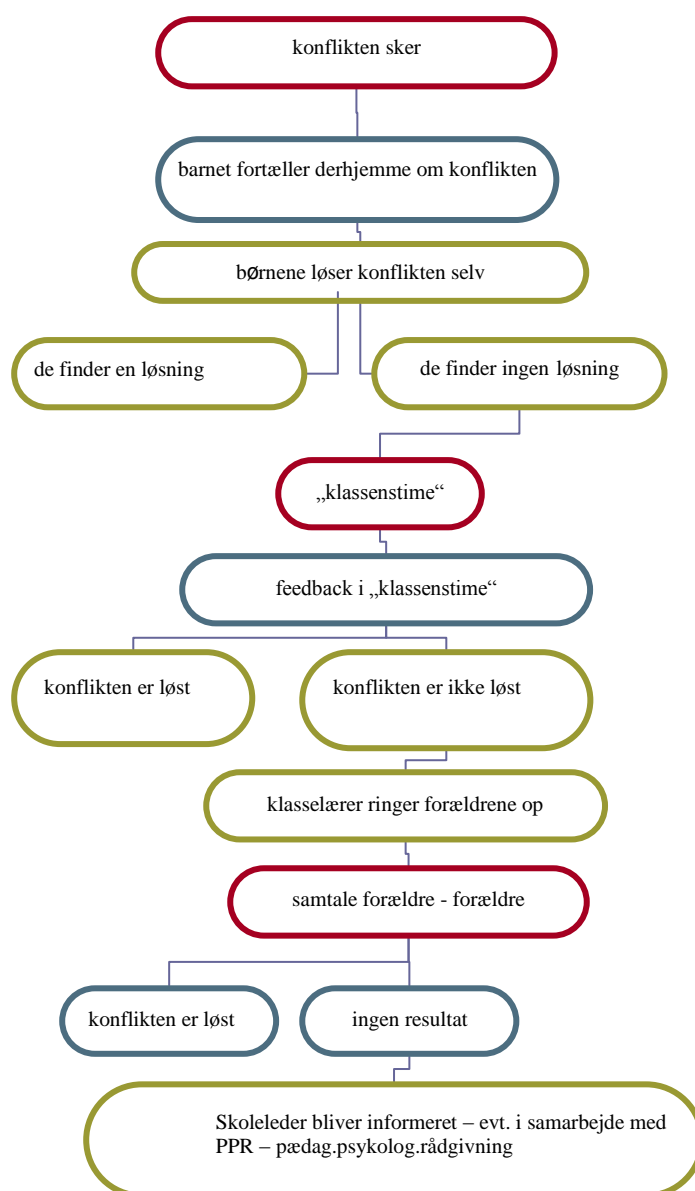 konflikten sker
barnet fortæller derhjemme om konflikten
børnene løser konflikten selv
de finder en løsning
de finder ingen løsning
„klassenstime“
feedback i „klassenstime“
konflikten er løst
konflikten er ikke løst
klasselærer ringer forældrene op
samtale forældre - forældre
konflikten er løst
ingen resultat
Skoleleder bliver informeret – evt. i samarbejde med
PPR – pædag.psykolog.rådgivning